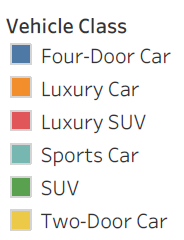 Vehicle Class
Four-Door Car
Luxury Car
Luxury SUV
Sports Car
SUV
Two-Door Car